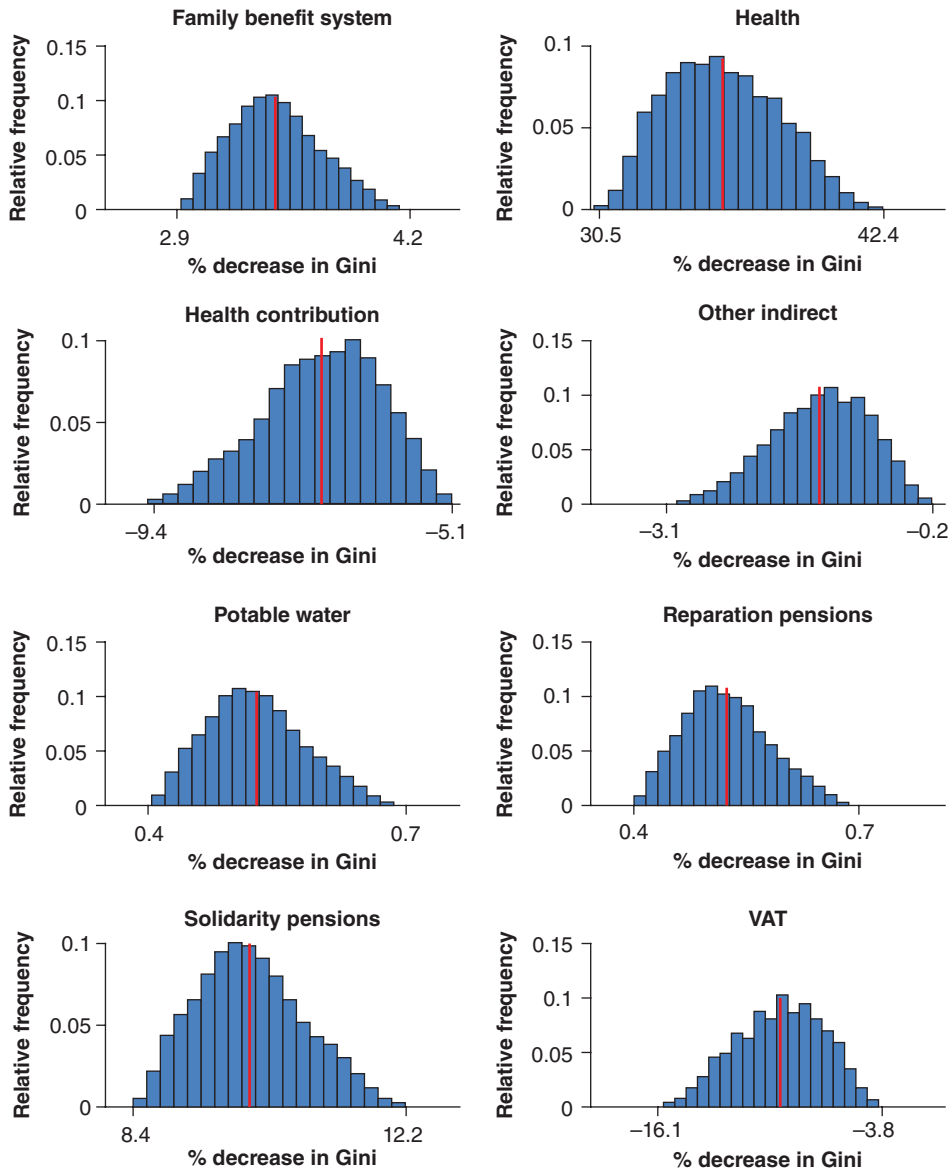 Family benefit system
Relative frequency
0.15
0.1
0.05
0
2.9
4.2
% decrease in Gini
Health
Relative frequency
0.1
0.05
0
30.5
42.4
% decrease in Gini
Health contribution
Relative frequency
0.1
0.05
0
−9.4
−5.1
% decrease in Gini
Other indirect
Relative frequency
0.15
0.1
0.05
0
−3.1
−0.2
% decrease in Gini
Potable water
Relative frequency
0.15
0.1
0.05
0
0.4
0.7
% decrease in Gini
Reparation pensions
Relative frequency
0.15
0.1
0.05
0
0.4
0.7
% decrease in Gini
Solidarity pensions
Relative frequency
0.1
0.05
0
8.4
12.2
% decrease in Gini
VAT
Relative frequency
0.15
0.1
0.05
0
−16.1
−3.8
% decrease in Gini